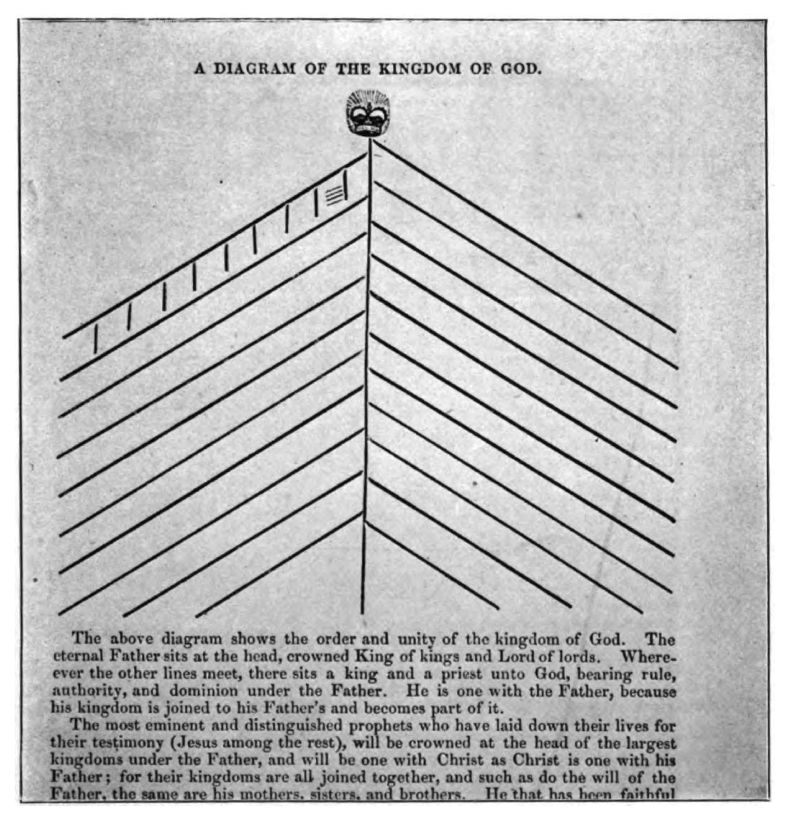 A DIAGRAM OF THE KINGDOM OF GOD.
The above diagram shows the order and unity of the kingdom of God. The
eternal Father sits at the head, crowned King of kings and Lord of lords. Where-
ever the other lines meet, there sits a king and a priest unto God, bearing rule,
authority, and dominion under the Father. He is one with the Father, because
his kingdom is joined to his Father's and becomes part of it.
The most eminent and distinguished prophets who have laid down their lives for
their testimony (Jesus among the rest), will be crowned at the head of the largest
kingdoms under the Father, and will be one with Christ as Christ is one with his
Father; for their kingdoms are all joined together, and such as do the will of the
Father, the same are his mothers, sisters, and brothers. He that has been faithful